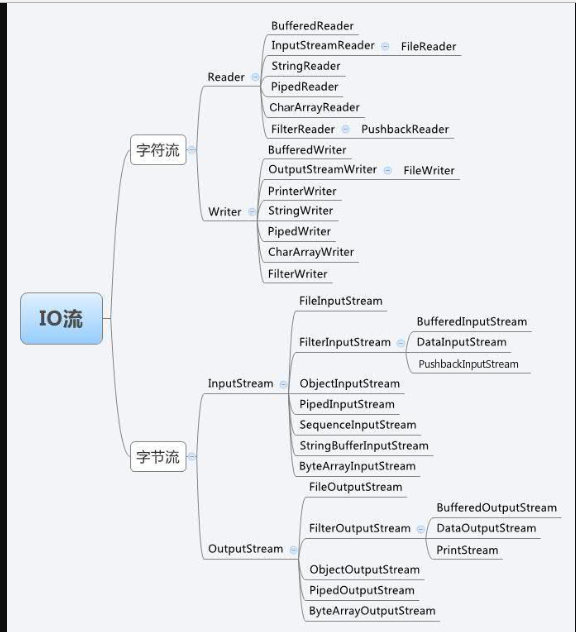 IO流
字符流
Reader
BufferedReader
InputStreamReader
FileReader
StringReader
PipedReader
CharArrayReader
FilterReader
PushbackReader
Writer
BufferedWriter
OutputStreamWriter
FileWriter
PrinterWriter
StringWriter
PipedWriter
CharArrayWriter
FilterWriter
字节流
InputStream
FileInputStream
FilterInputStream
BufferedInputStream
DataInputStream
PushbackInputStream
ObjectInputStream
PipedInputStream
SequenceInputStream
StringBufferInputStream
ByteArrayInputStream
OutputStream
FileOutputStream
FilterOutputStream
BufferedOutputStream
DataOutputStream
PrintStream
ObjectOutputStream
PipedOutputStream
ByteArrayOutputStream